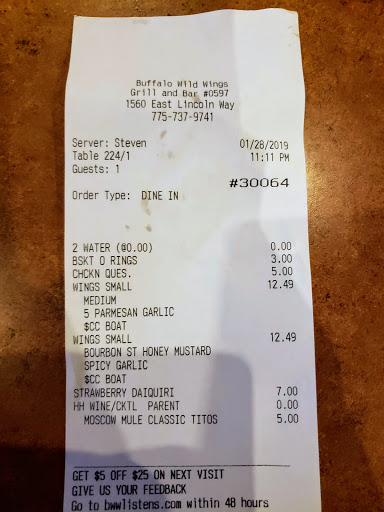 Buffalo Wild Wings
Grill and Bar #0597
1560 East Lincoln Way
775-737-9741
Server: Steven 01/28/2019
Table 224/1 11:11 PM
Guests: 1
#30064
Order Type: DINE IN
2 WATER (@0.00) 0.00
BSKT O RINGS 3.00
CHCKN QUES. 5.00
WINGS SMALL 12.49
MEDIUM
5 PARMESAN GARLIC
$CC BOAT
WINGS SMALL 12.49
BOURBON ST HONEY MUSTARD
SPICY GARLIC
$CC BOAT
STRAWBERRY DAIQUIRI 7.00
HH WINE/CKTL PARENT 0.00
MOSCOW MULE CLASSIC TITOS 5.00
GET $5 OFF $25 ON NEXT VISIT
GIVE US YOUR FEEDBACK
Go to bwwlistens.com within 48 hours